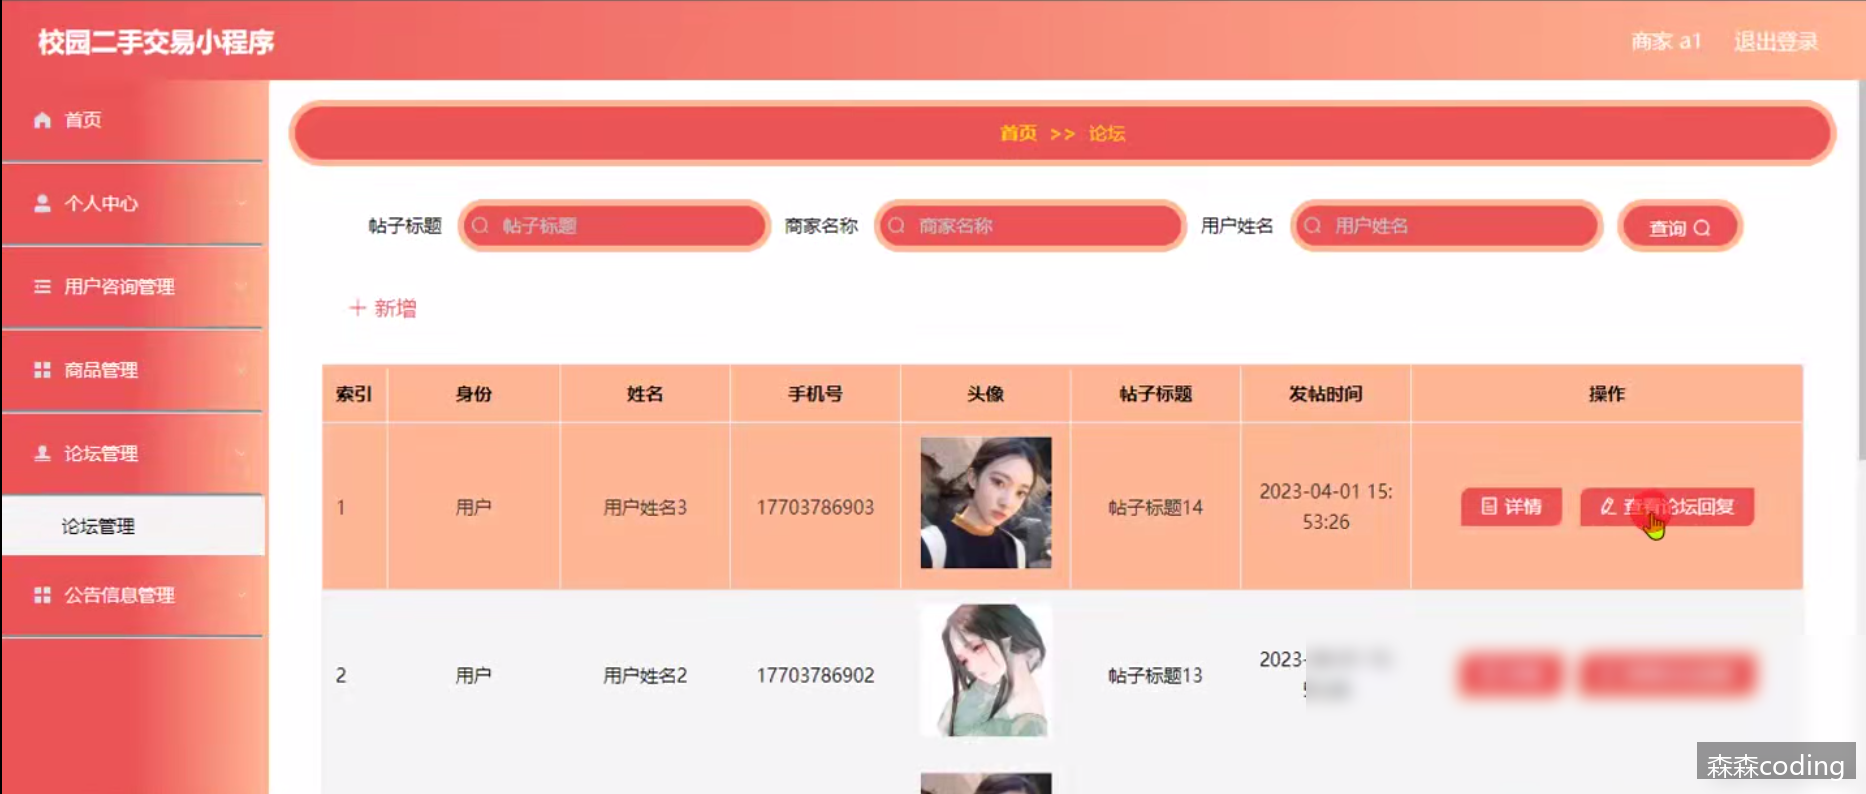 校园二手交易小程序
商家 a1 退出登录
首页
个人中心
用户咨询管理
商品管理
论坛管理
论坛管理
公告信息管理
首页 >> 论坛
帖子标题 帖子标题 商家名称 商家名称 用户姓名 用户姓名 查询
+ 新增
索引 身份 姓名 手机号 头像 帖子标题 发帖时间 操作
1 用户 用户姓名3 17703786903 帖子标题14 2023-04-01 15:
53:26
详情 查看论坛回复
2 用户 用户姓名2 17703786902 帖子标题13 2023-
森森coding